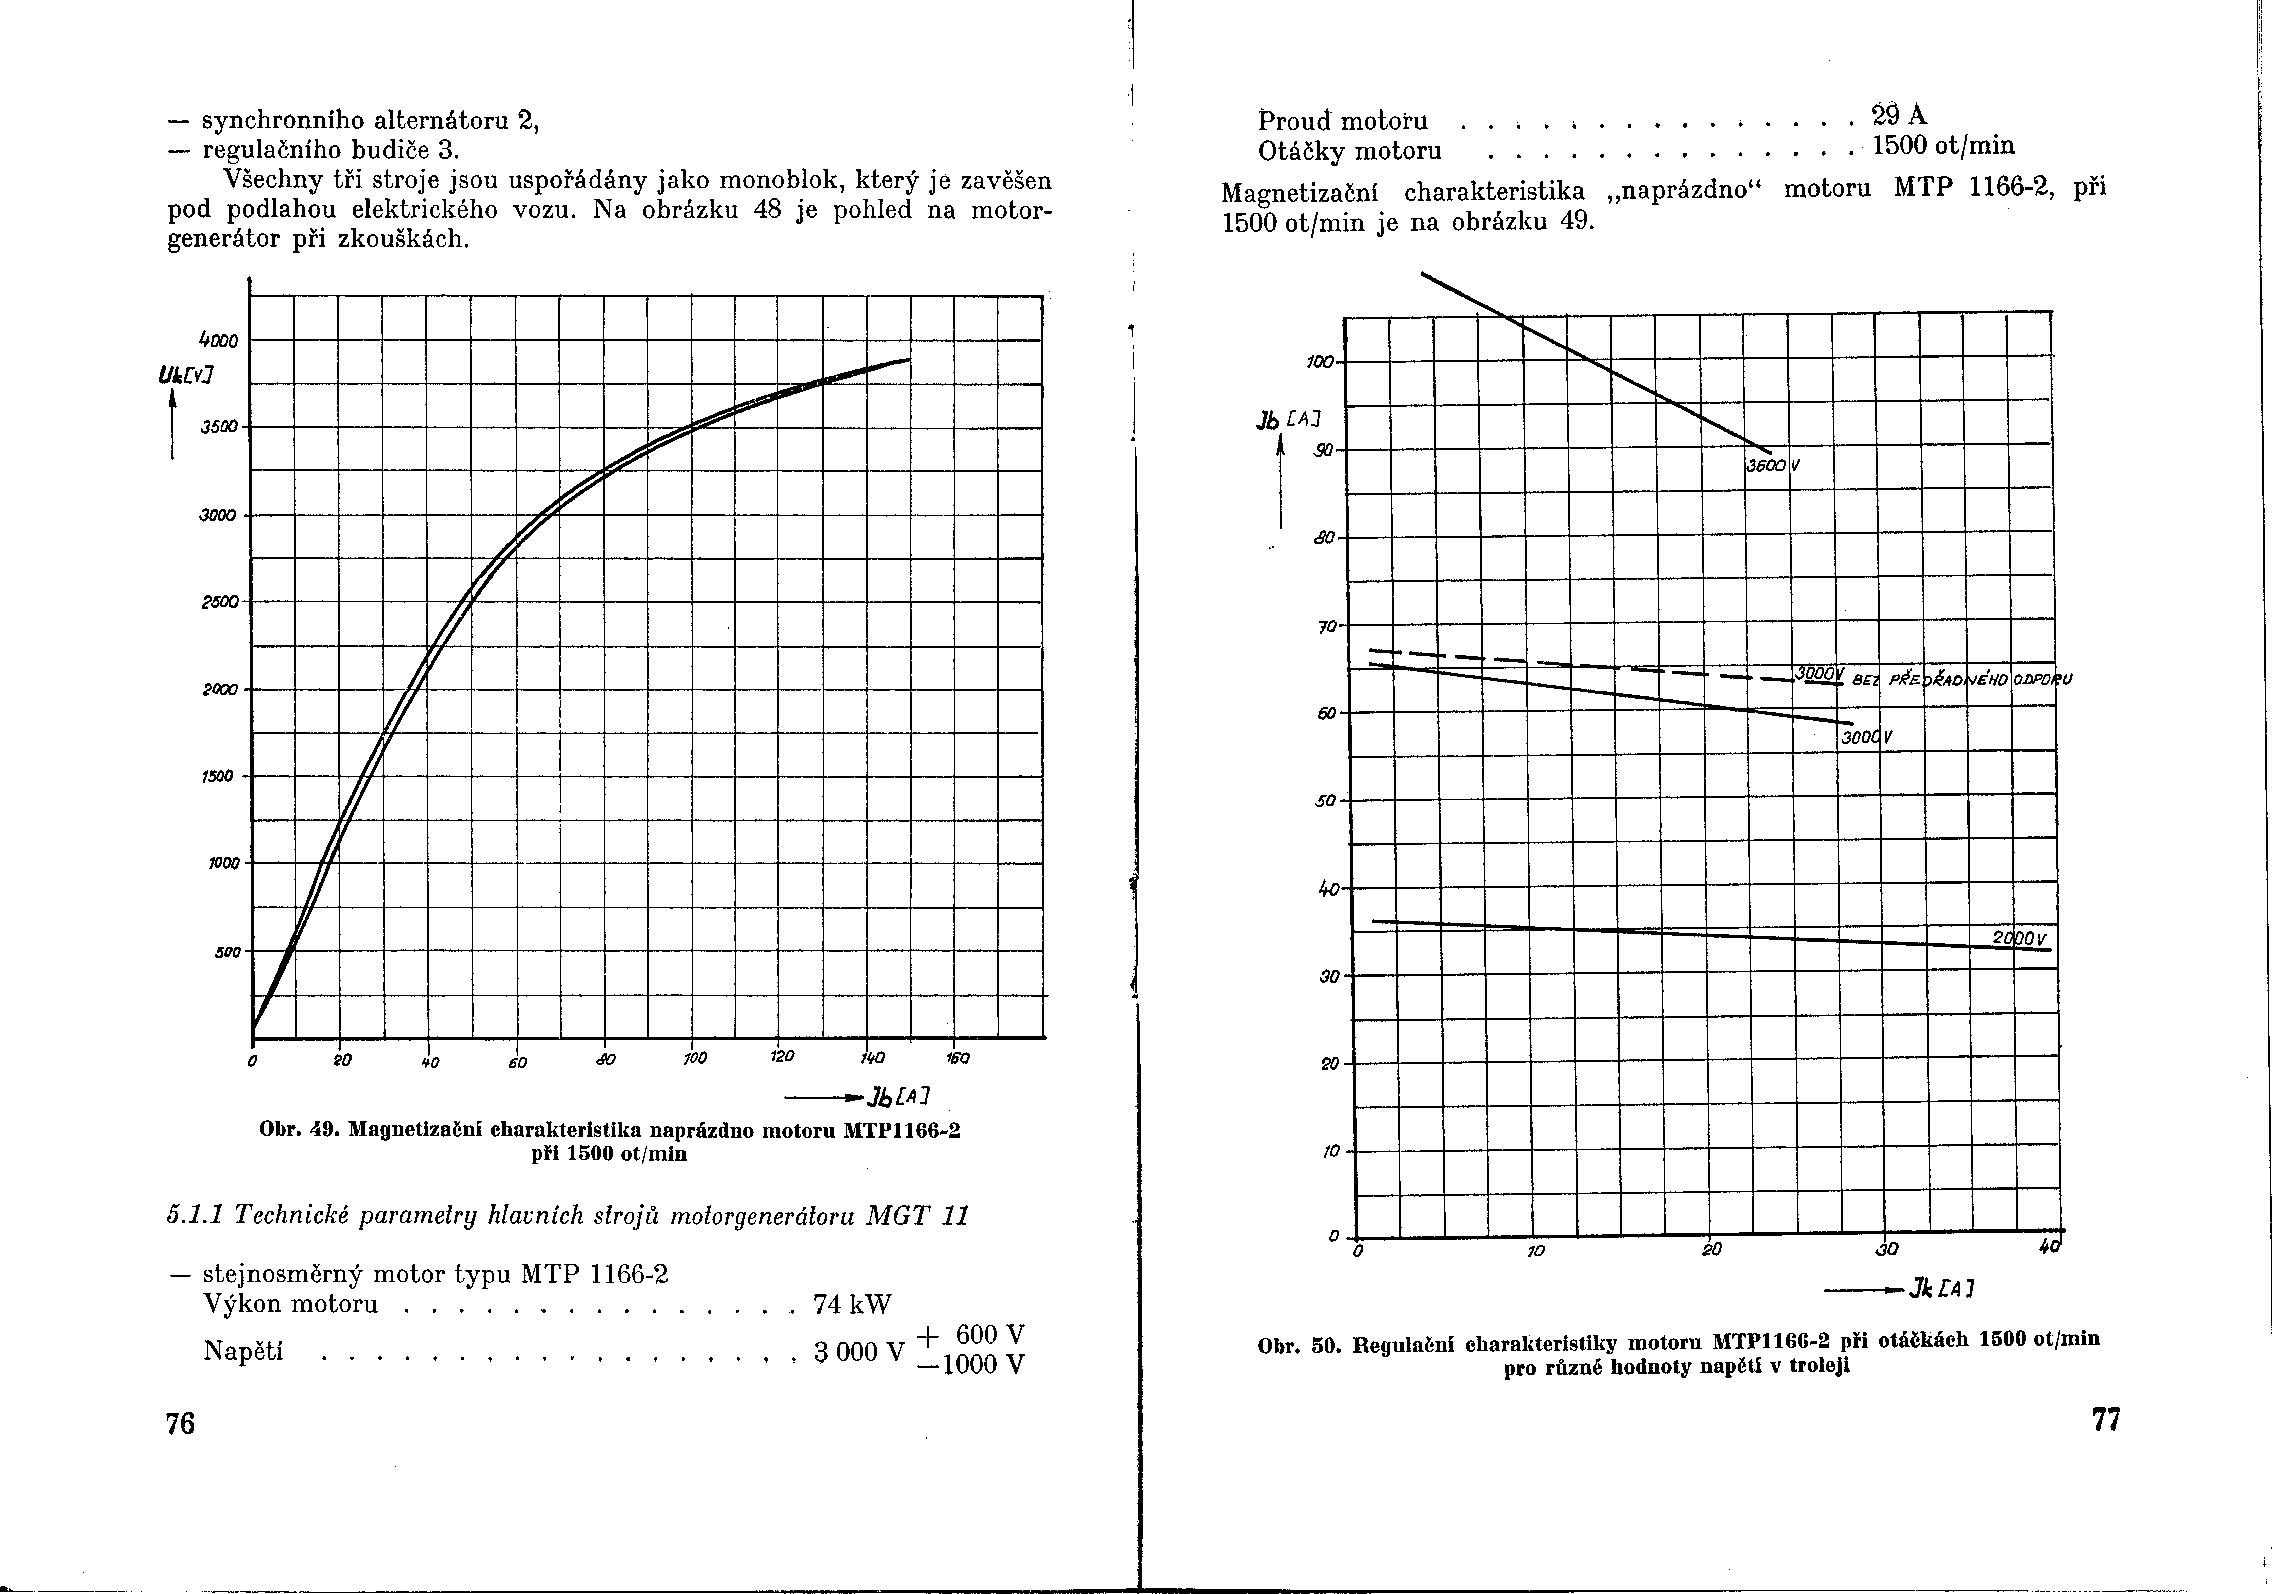 — synchronního alternátoru 2,
— regulačního budiče 3.
Všechny tři stroje jsou uspořádány jako monoblok, který je zavěšen
pod podlahou elektrického vozu. Na obrázku 48 je pohled na motor-
generátor při zkouškách.
4000
Uk[V]
3500
3000
2500
2000
1500
1000
500
0 20 40 60 80 100 120 140 160
Jb [A]
Obr. 49. Magnetizační charakteristika naprázdno motoru MTP1166-2
při 1500 ot/min
5.1.1 Technické parametry hlavních strojů motorgenerátoru MGT 11
— stejnosměrný motor typu MTP 1166-2
Výkon motoru . . . . . . . . . . . . . . . 74 kW
Napětí . . . . . . . . . . . . . . . . . . 3 000 V + 600 V
—1000 V
76
Proud motoru . . . . . . . . . . . . . . . 29 A
Otáčky motoru . . . . . . . . . . . . . . 1500 ot/min
Magnetizační charakteristika „naprázdno“ motoru MTP 1166-2, při
1500 ot/min je na obrázku 49.
100
Jb [A]
90
3600 V
80
70
3000V BEZ PŘEDŘADNÉHO ODPORU
60
3000 V
50
40
2000 V
30
20
10
0
0 10 20 30 40
Jk [A]
Obr. 50. Regulační charakteristiky motoru MTP1166-2 při otáčkách 1500 ot/min
pro různé hodnoty napětí v troleji
77